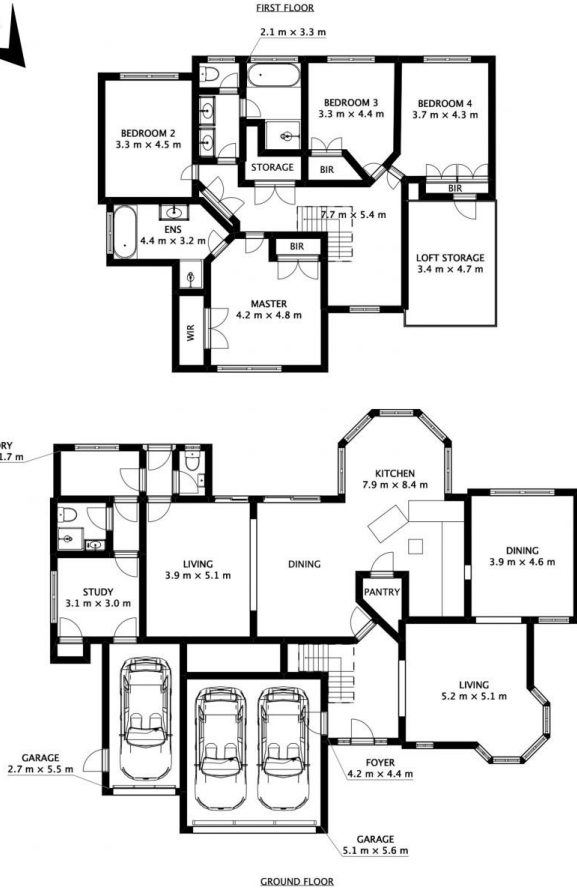 FIRST FLOOR
2.1 m × 3.3 m
BEDROOM 2
3.3 m × 4.5 m
BEDROOM 3
3.3 m × 4.4 m
BEDROOM 4
3.7 m × 4.3 m
STORAGE
BIR
BIR
ENS
4.4 m × 3.2 m
7.7 m × 5.4 m
BIR
LOFT STORAGE
3.4 m × 4.7 m
MASTER
4.2 m × 4.8 m
WIR
RY
1.7 m
KITCHEN
7.9 m × 8.4 m
LIVING
3.9 m × 5.1 m
DINING
DINING
3.9 m × 4.6 m
STUDY
3.1 m × 3.0 m
PANTRY
LIVING
5.2 m × 5.1 m
GARAGE
2.7 m × 5.5 m
FOYER
4.2 m × 4.4 m
GARAGE
5.1 m × 5.6 m
GROUND FLOOR